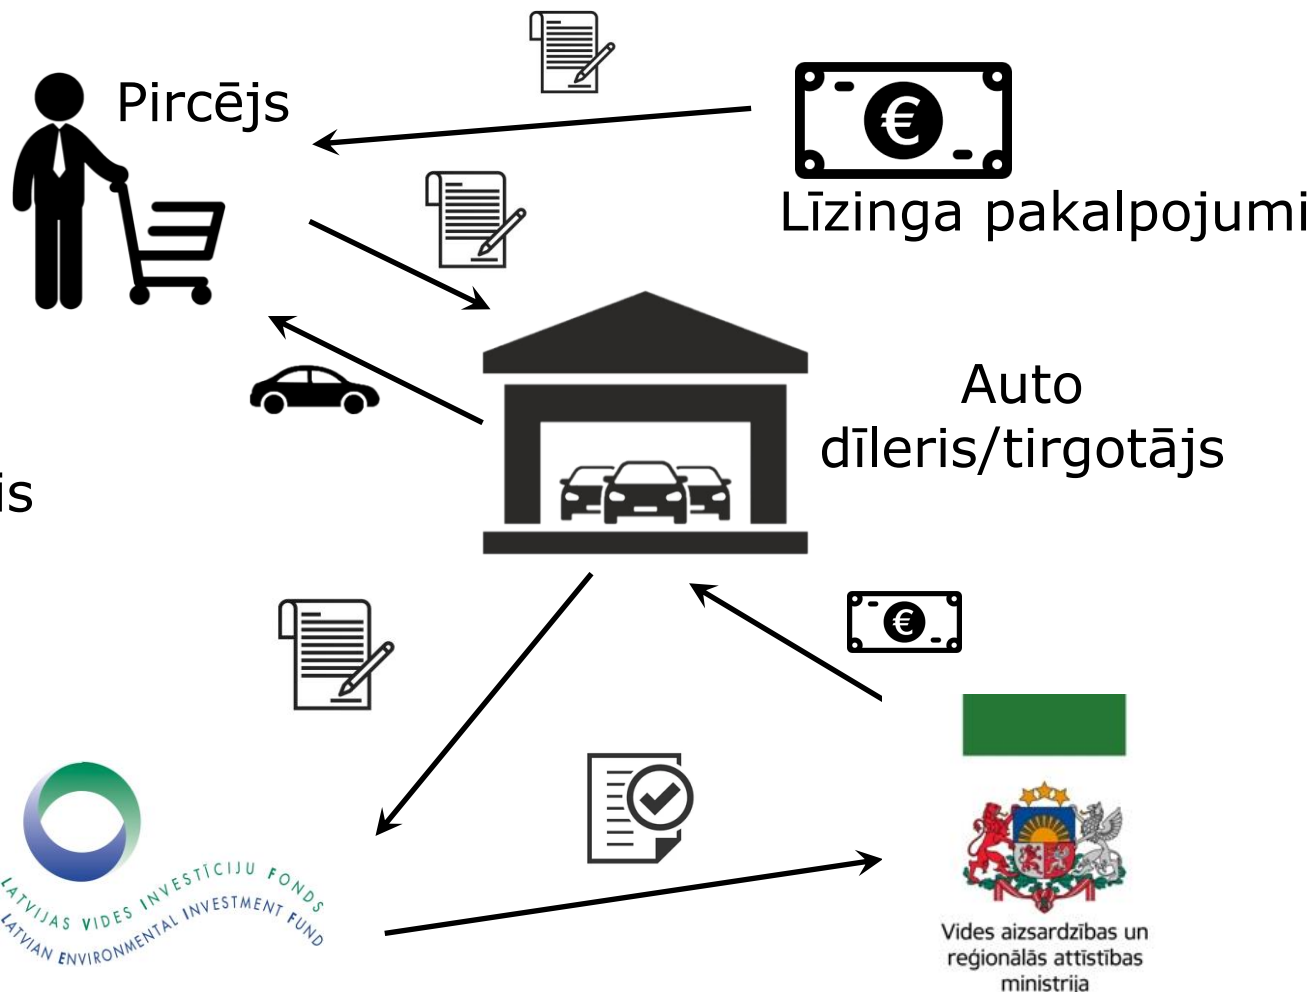 Pircējs
€
Līzinga pakalpojumi
Auto
dīleris/tirgotājs
is
€
LATVIJAS VIDES INVESTĪCIJU FONDS
LATVIAN ENVIRONMENTAL INVESTMENT FUND
Vides aizsardzības un
reģionālās attīstības
ministrija